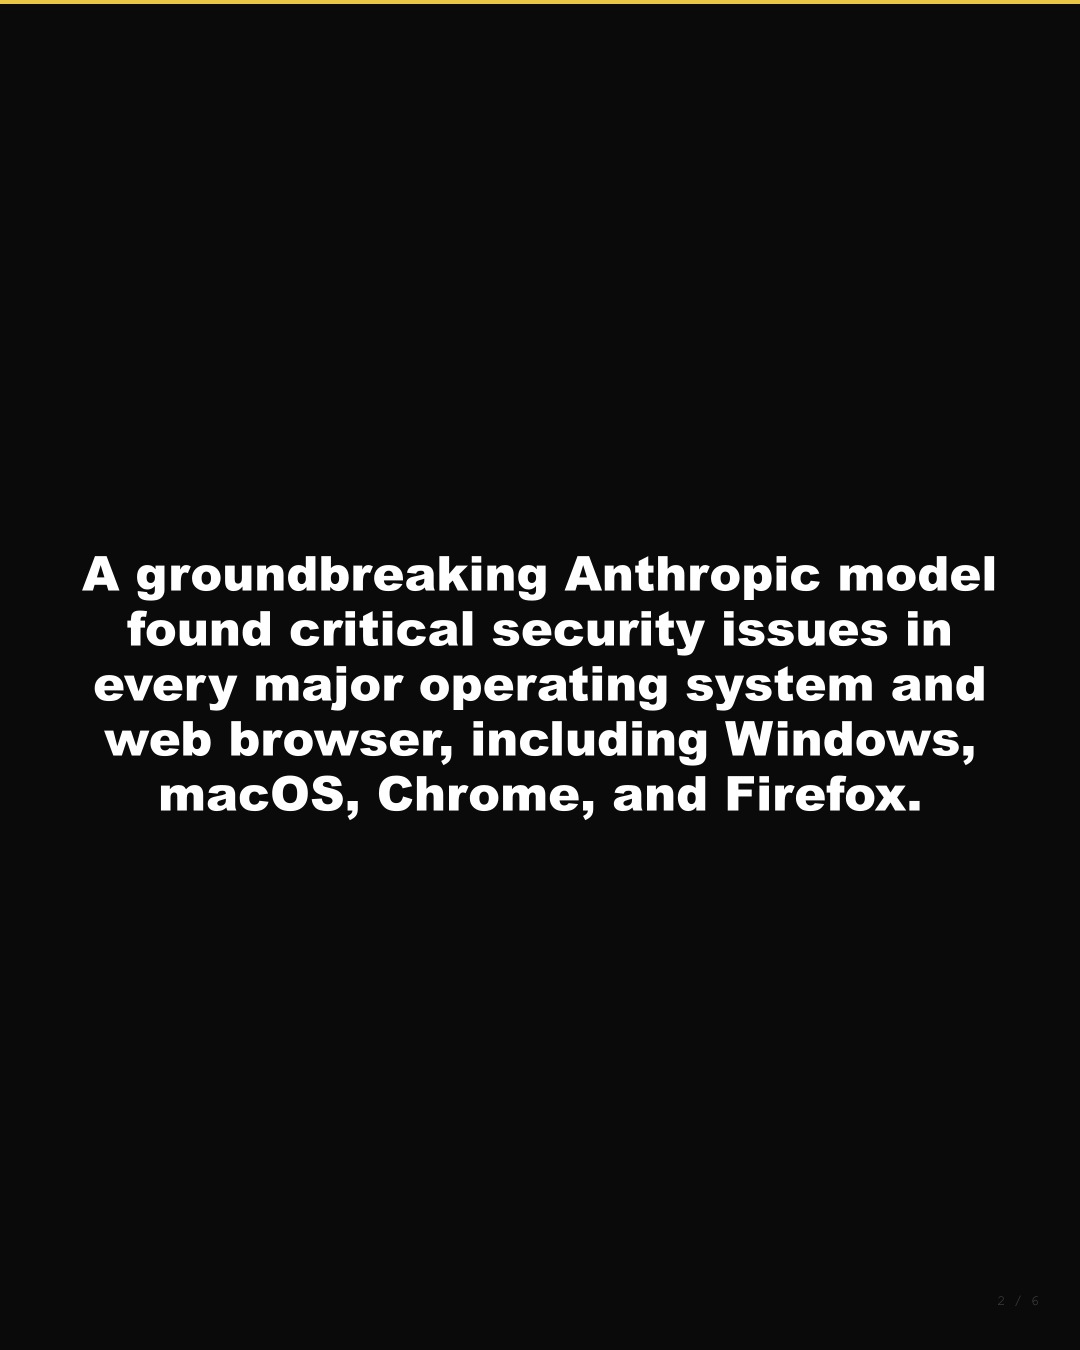 A groundbreaking Anthropic model
found critical security issues in
every major operating system and
web browser, including Windows,
macOS, Chrome, and Firefox.
2 / 6